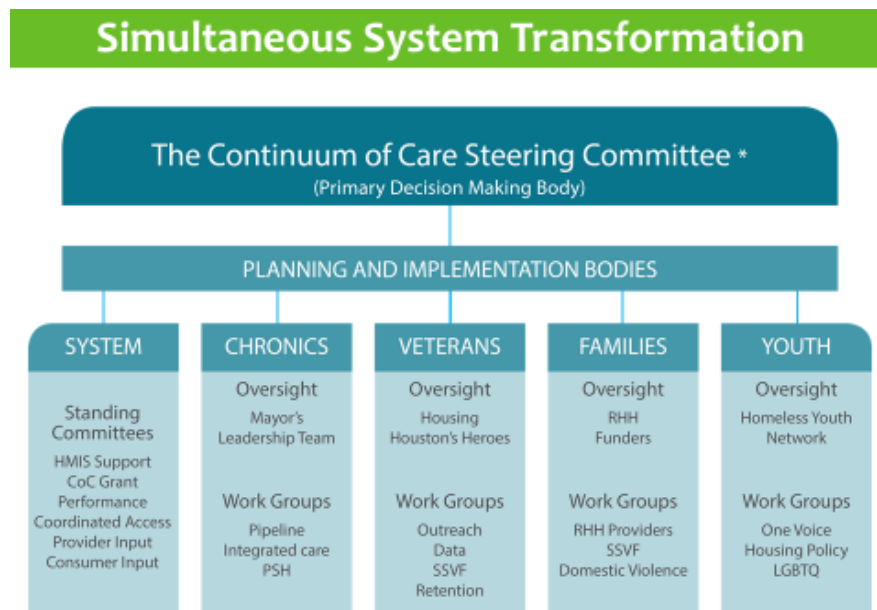 Simultaneous System Transformation
The Continuum of Care Steering Committee *
(Primary Decision Making Body)
PLANNING AND IMPLEMENTATION BODIES
SYSTEM
Standing
Committees
HMIS Support
CoC Grant
Performance
Coordinated Access
Provider Input
Consumer Input
CHRONICS
Oversight
Mayor's
Leadership Team
Work Groups
Pipeline
Integrated care
PSH
VETERANS
Oversight
Housing
Houston's Heroes
Work Groups
Outreach
Data
SSVF
Retention
FAMILIES
Oversight
RHH
Funders
Work Groups
RHH Providers
SSVF
Domestic Violence
YOUTH
Oversight
Homeless Youth
Network
Work Groups
One Voice
Housing Policy
LGBTQ